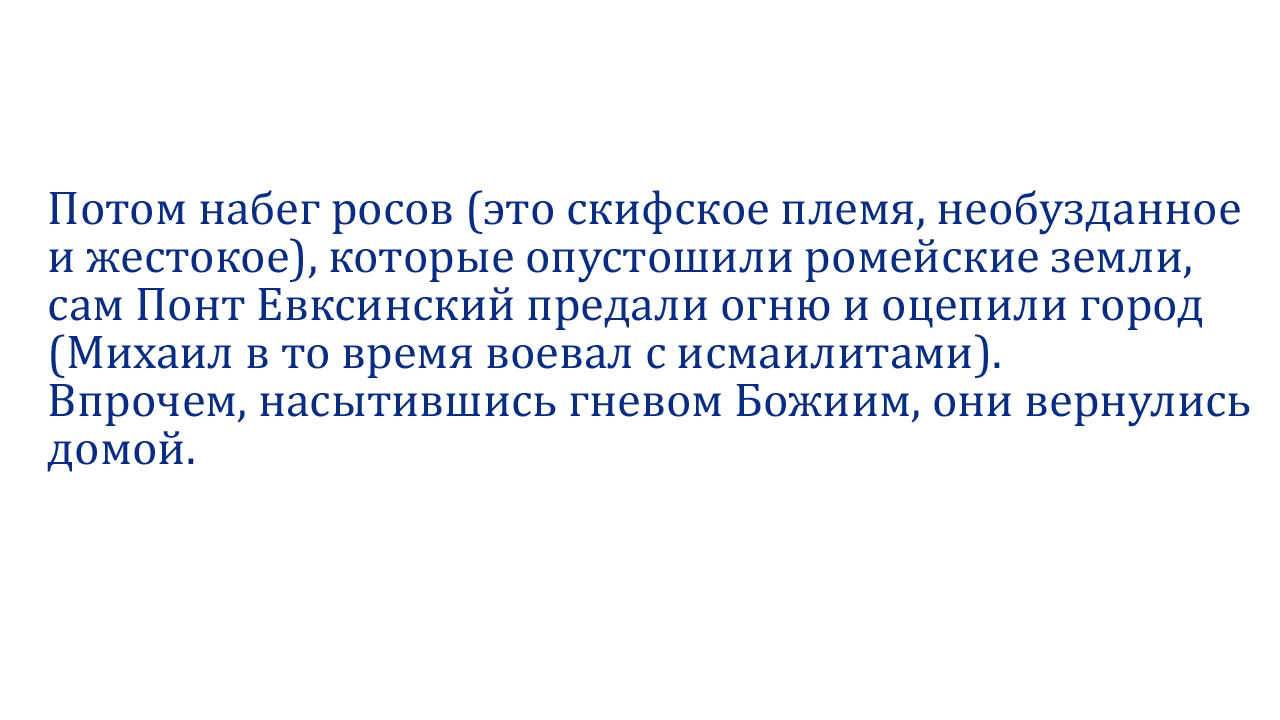 Потом набег росов (это скифское племя, необузданное
и жестокое), которые опустошили ромейские земли,
сам Понт Евксинский предали огню и оцепили город
(Михаил в то время воевал с исмаилитами).
Впрочем, насытившись гневом Божиим, они вернулись
домой.